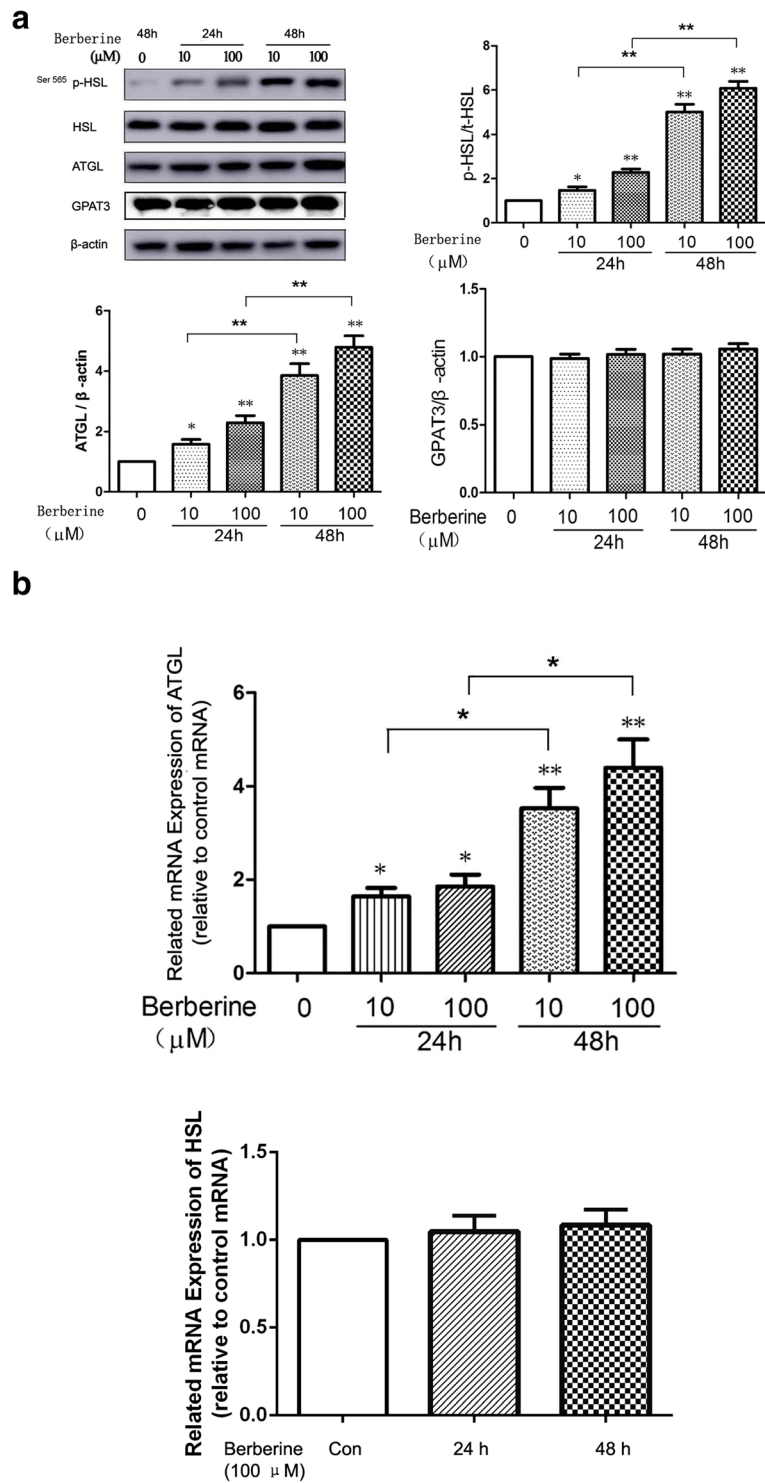 a
Berberine 48h 24h 48h
(μM) 0 10 100 10 100
Ser 565 p-HSL
HSL
ATGL
GPAT3
β-actin
p-HSL/t-HSL
8
6
4
2
0
* ** ** **
** **
Berberine 0 10 100 10 100
(μM) 24h 48h
ATGL / β -actin
6
4
2
0
* ** ** **
** **
Berberine 0 10 100 10 100
(μM) 24h 48h
GPAT3/β -actin
1.5
1.0
0.5
0.0
Berberine 0 10 100 10 100
(μM) 24h 48h
b
Related mRNA Expression of ATGL
(relative to control mRNA)
6
4
2
0
* * ** **
* *
Berberine 0 10 100 10 100
(μM) 24h 48h
Related mRNA Expression of HSL
(relative to control mRNA)
1.5
1.0
0.5
0.0
Berberine Con 24 h 48 h
(100 μM)